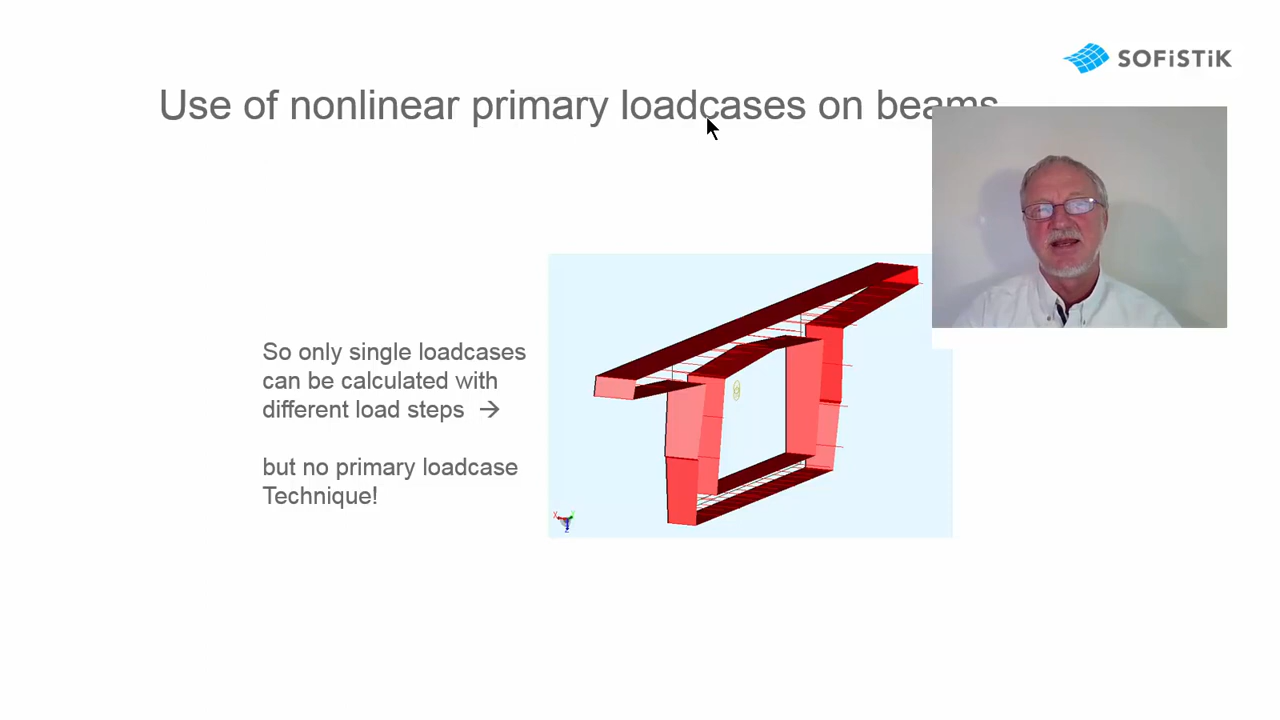 SOFiSTiK
Use of nonlinear primary loadcases on beams
So only single loadcases
can be calculated with
different load steps →
but no primary loadcase
Technique!
X
Y
Z